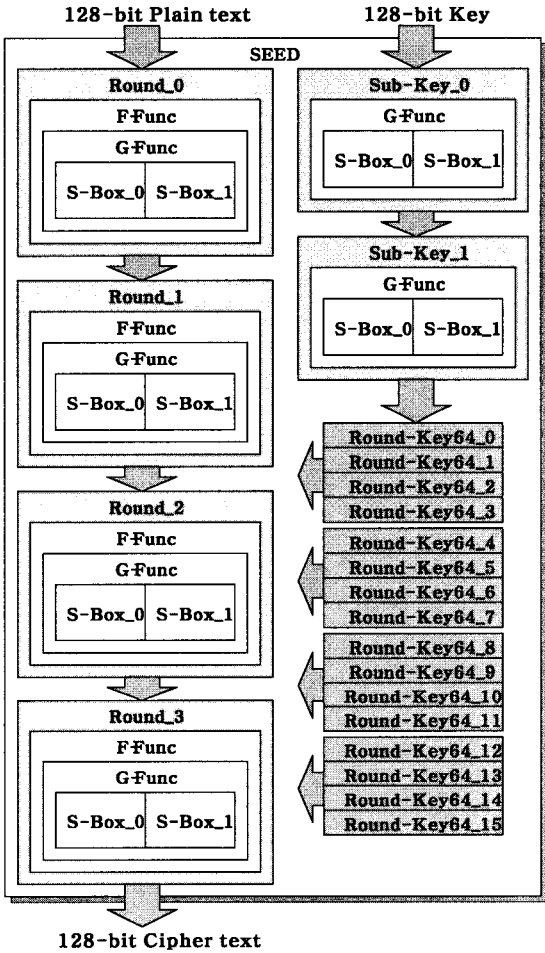 128-bit Plain text
128-bit Key
SEED
Round_0
F-Func
G-Func
S-Box_0 S-Box_1
Round_1
F-Func
G-Func
S-Box_0 S-Box_1
Round_2
F-Func
G-Func
S-Box_0 S-Box_1
Round_3
F-Func
G-Func
S-Box_0 S-Box_1
128-bit Cipher text
Sub-Key_0
G-Func
S-Box_0 S-Box_1
Sub-Key_1
G-Func
S-Box_0 S-Box_1
Round-Key64_0
Round-Key64_1
Round-Key64_2
Round-Key64_3
Round-Key64_4
Round-Key64_5
Round-Key64_6
Round-Key64_7
Round-Key64_8
Round-Key64_9
Round-Key64_10
Round-Key64_11
Round-Key64_12
Round-Key64_13
Round-Key64_14
Round-Key64_15